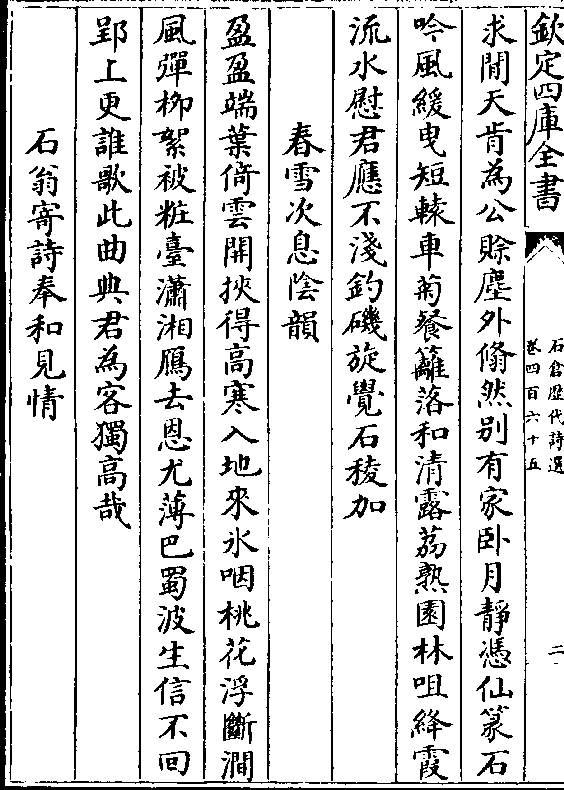 欽定四庫全書
石倉歷代詩選
卷四百六十五
二
求閒天肯為公賖塵外翛然别有家卧月靜憑仙篆石
吟風緩曳短轅車菊餐籬落和清露荔熟園林咀絳霞
流水慰君應不淺釣磯旋覺石稜加
春雪次息陰韻
盈盈端葉倚雲開挾得高寒入地來氷咽桃花浮斷澗
風彈栁絮被粧臺瀟湘鴈去恩尤薄巴蜀波生信不回
郢上更誰歌此曲典君為客獨高哉
石翁寄詩奉和見情